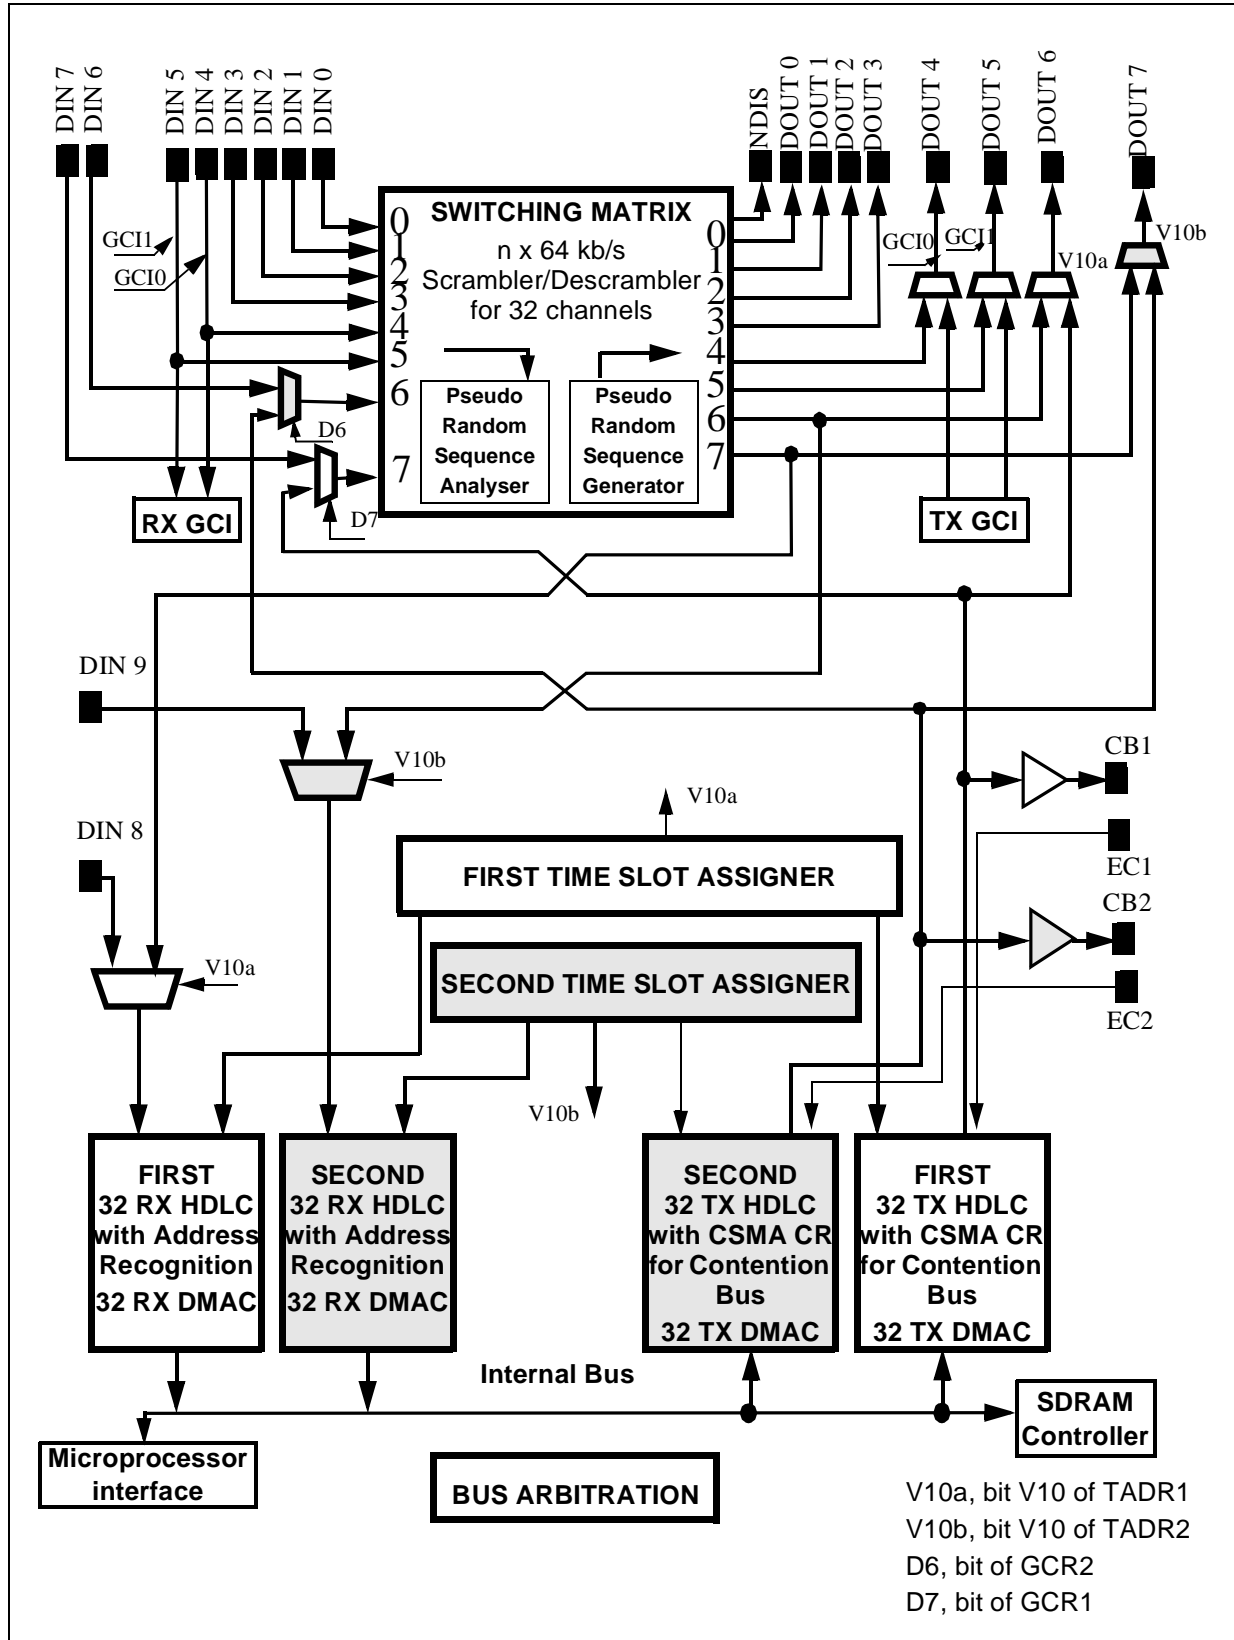 DIN 7
DIN 6
DIN 5
DIN 4
DIN 3
DIN 2
DIN 1
DIN 0
NDIS
DOUT 0
DOUT 1
DOUT 2
DOUT 3
DOUT 4
DOUT 5
DOUT 6
DOUT 7
GCI1
GCI0
0
1
2
3
4
5
6
7
SWITCHING MATRIX
n x 64 kb/s
Scrambler/Descrambler
for 32 channels
Pseudo
Random
Sequence
Analyser
Pseudo
Random
Sequence
Generator
0
1
2
3
4
5
6
7
GCI0
GCI1
V10a
V10b
D6
D7
RX GCI
TX GCI
DIN 9
V10b
CB1
V10a
DIN 8
EC1
FIRST TIME SLOT ASSIGNER
CB2
V10a
SECOND TIME SLOT ASSIGNER
EC2
V10b
FIRST
32 RX HDLC
with Address
Recognition
32 RX DMAC
SECOND
32 RX HDLC
with Address
Recognition
32 RX DMAC
SECOND
32 TX HDLC
with CSMA CR
for Contention
Bus
32 TX DMAC
FIRST
32 TX HDLC
with CSMA CR
for Contention
Bus
32 TX DMAC
Internal Bus
SDRAM
Controller
Microprocessor
interface
BUS ARBITRATION
V10a, bit V10 of TADR1
V10b, bit V10 of TADR2
D6, bit of GCR2
D7, bit of GCR1